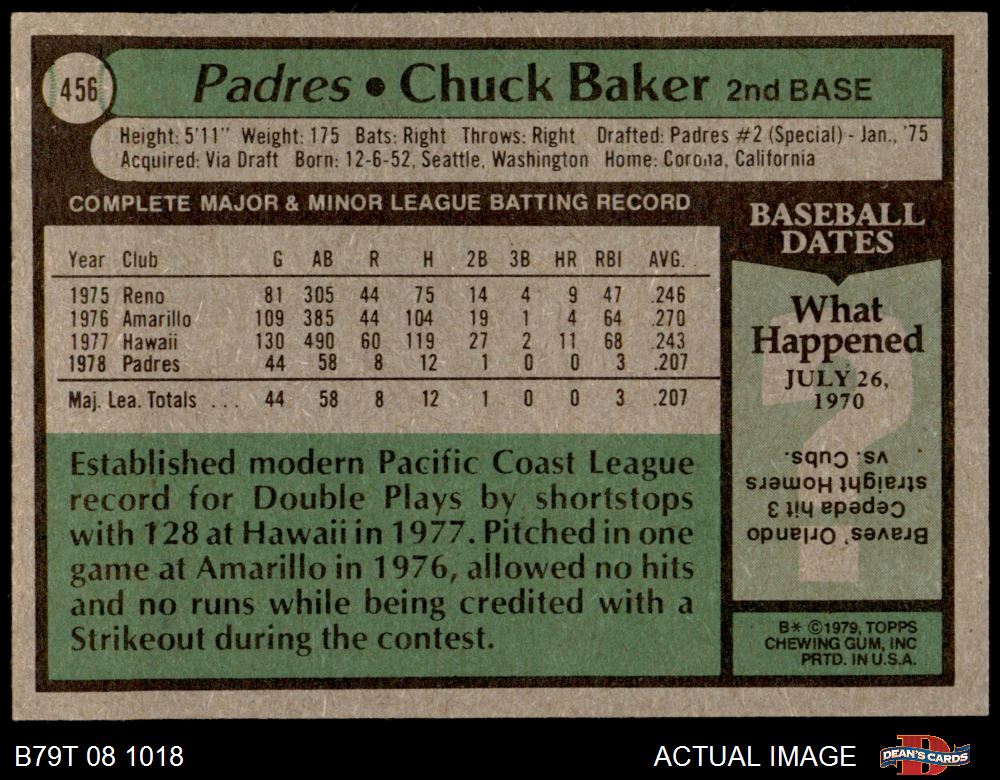 456
Padres • Chuck Baker 2nd BASE
Height: 5'11" Weight: 175 Bats: Right Throws: Right Drafted: Padres #2 (Special) - Jan., '75
Acquired: Via Draft Born: 12-6-52, Seattle, Washington Home: Corona, California
COMPLETE MAJOR & MINOR LEAGUE BATTING RECORD
Year Club G AB R H 2B 3B HR RBI AVG.
1975 Reno 81 305 44 75 14 4 9 47 .246
1976 Amarillo 109 385 44 104 19 1 4 64 .270
1977 Hawaii 130 490 60 119 27 2 11 68 .243
1978 Padres 44 58 8 12 1 0 0 3 .207
Maj. Lea. Totals ... 44 58 8 12 1 0 0 3 .207
Established modern Pacific Coast League
record for Double Plays by shortstops
with 128 at Hawaii in 1977. Pitched in one
game at Amarillo in 1976, allowed no hits
and no runs while being credited with a
Strikeout during the contest.
BASEBALL
DATES
What
Happened
JULY 26,
1970
?
Braves' Orlando
Cepeda hit 3
straight Homers
vs. Cubs.
B* ©1979, TOPPS
CHEWING GUM, INC
PRTD. IN U.S.A.
B79T 08 1018
ACTUAL IMAGE
D
DEAN'S CARDS